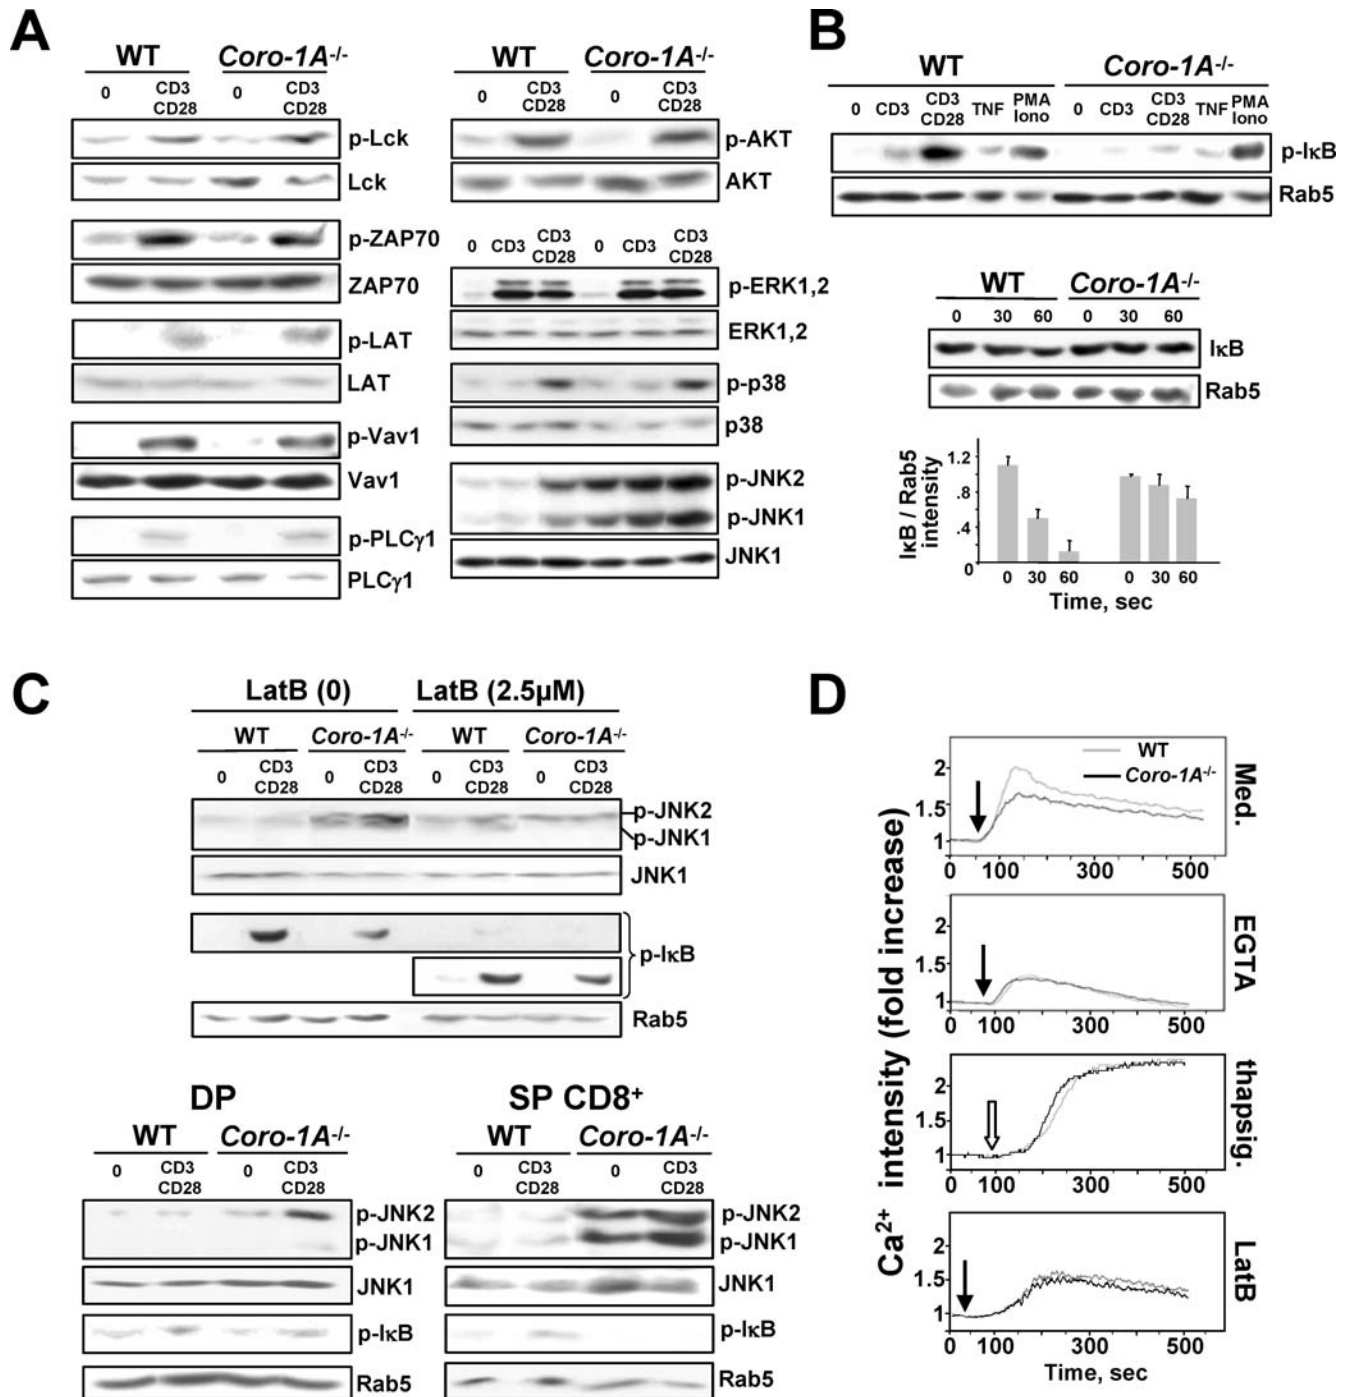 A
WT Coro-1A-/-
0 CD3 CD28 0 CD3 CD28
p-Lck
Lck
p-ZAP70
ZAP70
p-LAT
LAT
p-Vav1
Vav1
p-PLCγ1
PLCγ1
WT Coro-1A-/-
0 CD3 CD28 0 CD3 CD28
p-AKT
AKT
0 CD3 CD3 CD28 0 CD3 CD3 CD28
p-ERK1,2
ERK1,2
p-p38
p38
p-JNK2
p-JNK1
JNK1
B
WT Coro-1A-/-
0 CD3 CD3 CD28 TNF PMA Iono 0 CD3 CD3 CD28 TNF PMA Iono
p-IκB
Rab5
WT Coro-1A-/-
0 30 60 0 30 60
IκB
Rab5
IκB / Rab5
intensity
1.2
.8
.4
0
0 30 60 0 30 60
Time, sec
C
LatB (0) LatB (2.5µM)
WT Coro-1A-/- WT Coro-1A-/-
0 CD3 CD28 0 CD3 CD28 0 CD3 CD28 0 CD3 CD28
p-JNK2
p-JNK1
JNK1
p-IκB
Rab5
DP
WT Coro-1A-/-
0 CD3 CD28 0 CD3 CD28
p-JNK2
p-JNK1
JNK1
p-IκB
Rab5
SP CD8+
WT Coro-1A-/-
0 CD3 CD28 0 CD3 CD28
p-JNK2
p-JNK1
JNK1
p-IκB
Rab5
D
Ca2+ intensity (fold increase)
WT
Coro-1A-/-
Med.
2
1.5
1
0 100 300 500
EGTA
2
1.5
1
0 100 300 500
thapsig.
2
1.5
1
0 100 300 500
LatB
2
1.5
1
0 100 300 500
Time, sec